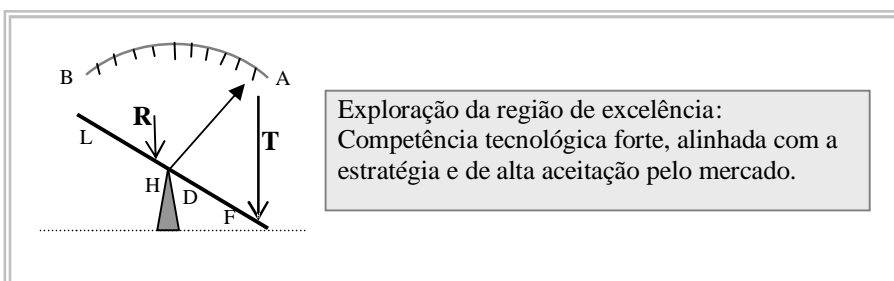 B
A
R
L
T
H
D
F
Exploração da região de excelência:
Competência tecnológica forte, alinhada com a
estratégia e de alta aceitação pelo mercado.